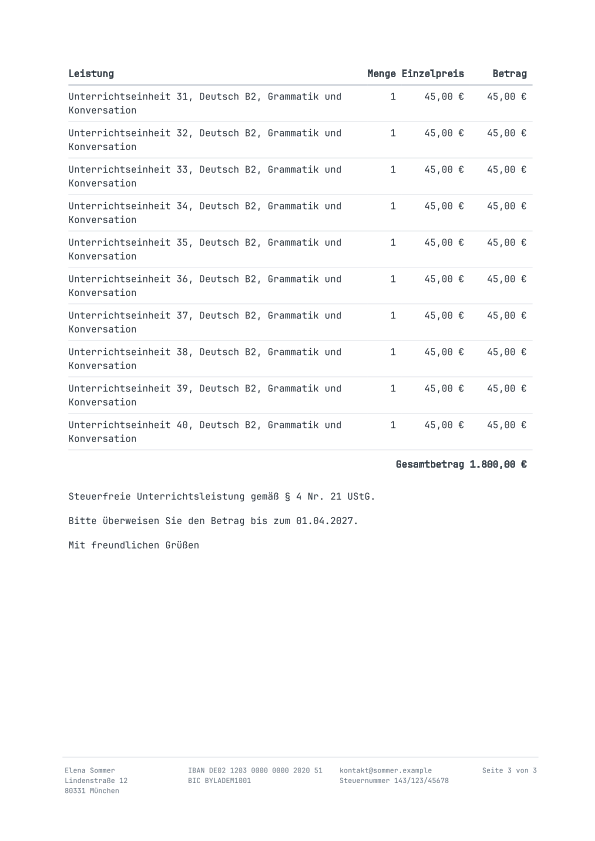 Leistung Menge Einzelpreis Betrag
Unterrichtseinheit 31, Deutsch B2, Grammatik und 1 45,00 € 45,00 €
Konversation
Unterrichtseinheit 32, Deutsch B2, Grammatik und 1 45,00 € 45,00 €
Konversation
Unterrichtseinheit 33, Deutsch B2, Grammatik und 1 45,00 € 45,00 €
Konversation
Unterrichtseinheit 34, Deutsch B2, Grammatik und 1 45,00 € 45,00 €
Konversation
Unterrichtseinheit 35, Deutsch B2, Grammatik und 1 45,00 € 45,00 €
Konversation
Unterrichtseinheit 36, Deutsch B2, Grammatik und 1 45,00 € 45,00 €
Konversation
Unterrichtseinheit 37, Deutsch B2, Grammatik und 1 45,00 € 45,00 €
Konversation
Unterrichtseinheit 38, Deutsch B2, Grammatik und 1 45,00 € 45,00 €
Konversation
Unterrichtseinheit 39, Deutsch B2, Grammatik und 1 45,00 € 45,00 €
Konversation
Unterrichtseinheit 40, Deutsch B2, Grammatik und 1 45,00 € 45,00 €
Konversation
Gesamtbetrag 1.800,00 €
Steuerfreie Unterrichtsleistung gemäß § 4 Nr. 21 UStG.
Bitte überweisen Sie den Betrag bis zum 01.04.2027.
Mit freundlichen Grüßen
Elena Sommer IBAN DE02 1203 0000 0000 2020 51 kontakt@sommer.example Seite 3 von 3
Lindenstraße 12 BIC BYLADEM1001 Steuernummer 143/123/45678
80331 München